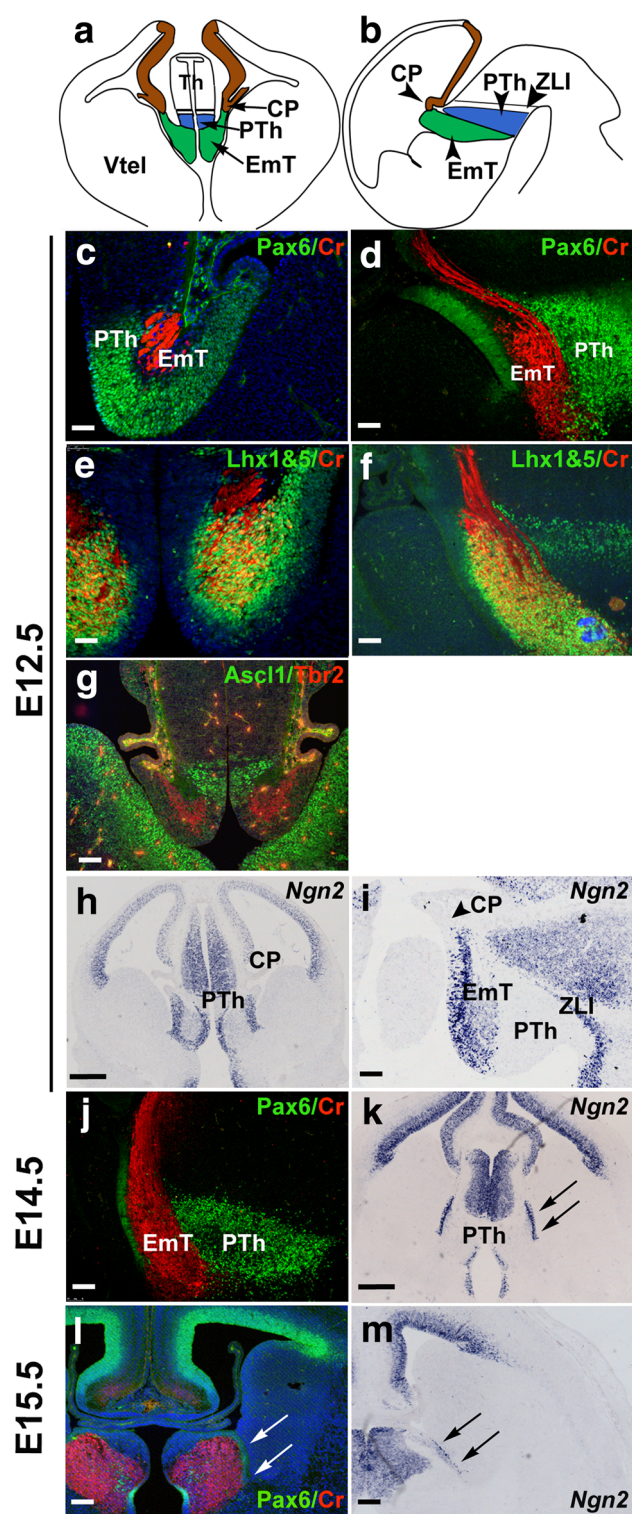 a
b
Th
CP
PTh
EmT
Vtel
CP
PTh
ZLI
EmT
E12.5
c
Pax6/Cr
PTh
EmT
d
Pax6/Cr
EmT
PTh
e
Lhx1&5/Cr
f
Lhx1&5/Cr
g
Ascl1/Tbr2
h
Ngn2
CP
PTh
i
Ngn2
CP
EmT
ZLI
PTh
E14.5
j
Pax6/Cr
EmT
PTh
k
Ngn2
PTh
E15.5
l
Pax6/Cr
m
Ngn2